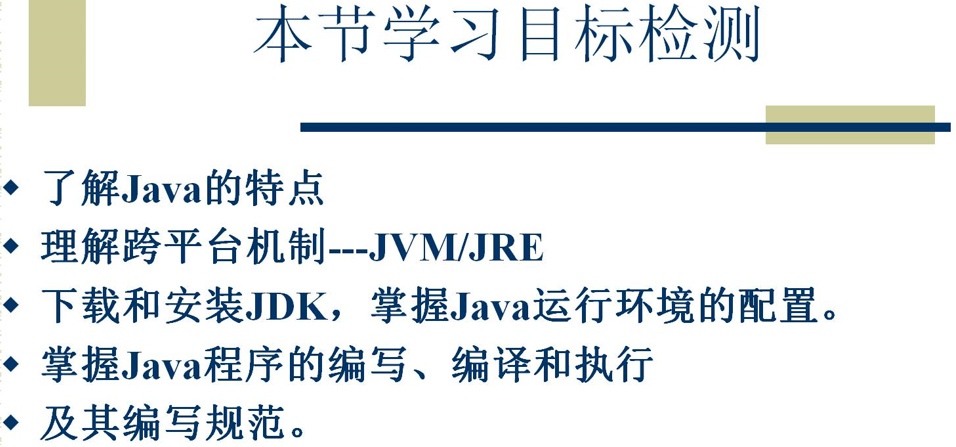 本节学习目标检测
了解Java的特点
理解跨平台机制---JVM/JRE
下载和安装JDK，掌握Java运行环境的配置。
掌握Java程序的编写、编译和执行
及其编写规范。